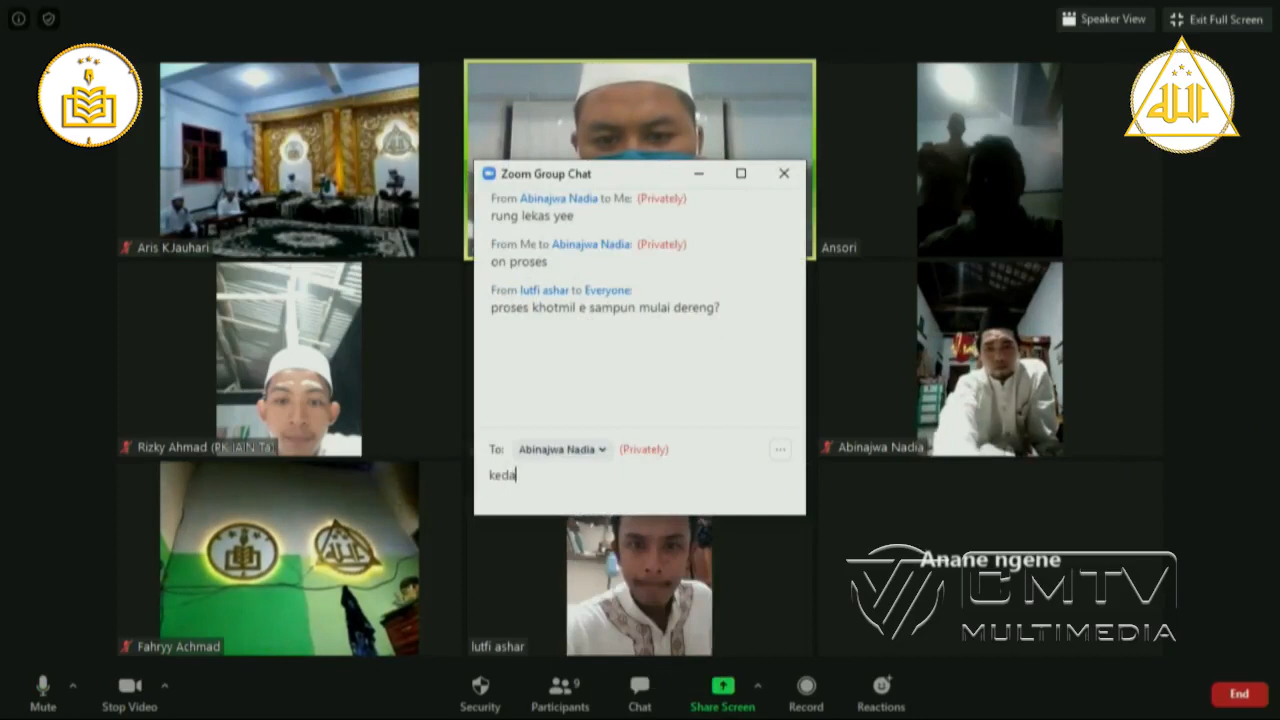 Speaker View
Exit Full Screen
الله
Aris KJauhari
Ansori
Zoom Group Chat
From Abinajwa Nadia to Me: (Privately)
rung lekas yee
From Me to Abinajwa Nadia: (Privately)
on proses
From lutfi ashar to Everyone:
proses khotmil e sampun mulai dereng?
To: Abinajwa Nadia (Privately)
keda
Rizky Ahmad (PK IAIN Ta
Abinajwa Nadia
Fahryy Achmad
lutfi ashar
Anane ngene
CMTV
MULTIMEDIA
Mute
Stop Video
Security
Participants
9
Chat
Share Screen
Record
Reactions
End